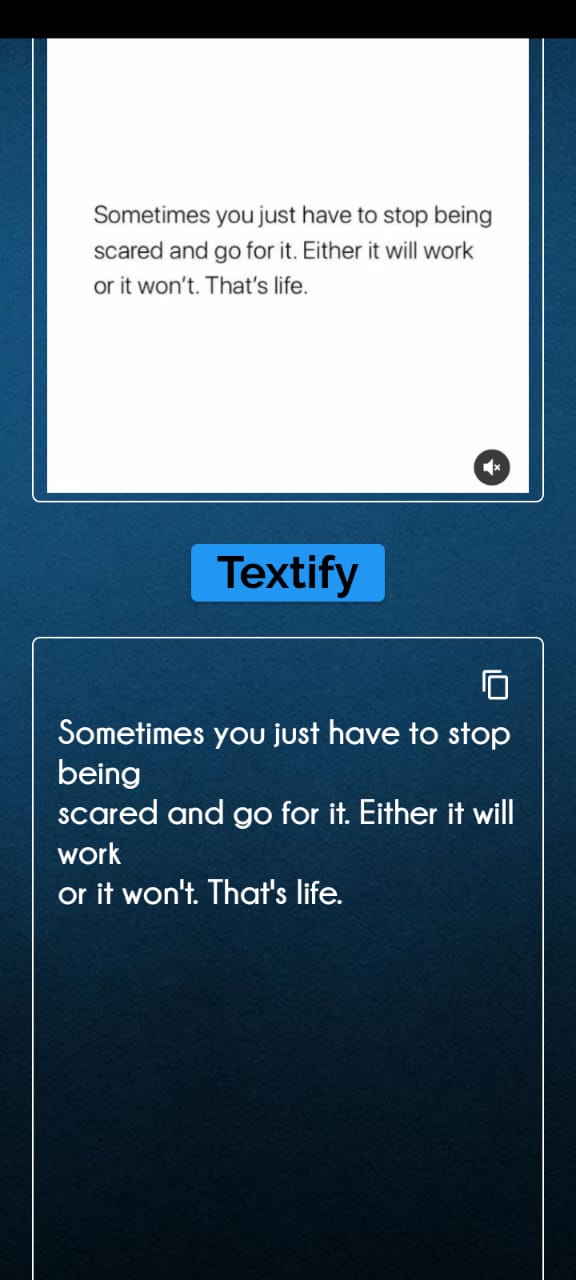 Sometimes you just have to stop being
scared and go for it. Either it will work
or it won’t. That’s life.
Textify
Sometimes you just have to stop
being
scared and go for it. Either it will
work
or it won't. That's life.